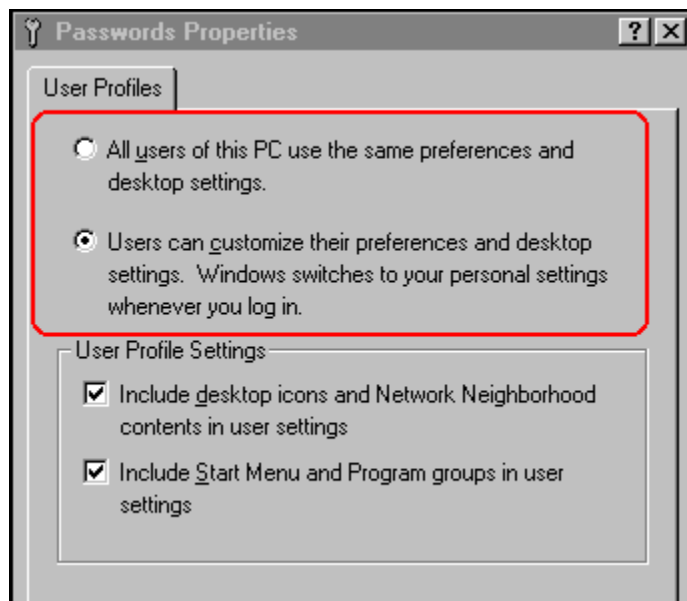 Passwords Properties
User Profiles
All users of this PC use the same preferences and
desktop settings.
Users can customize their preferences and desktop
settings. Windows switches to your personal settings
whenever you log in.
User Profile Settings
Include desktop icons and Network Neighborhood
contents in user settings
Include Start Menu and Program groups in user
settings